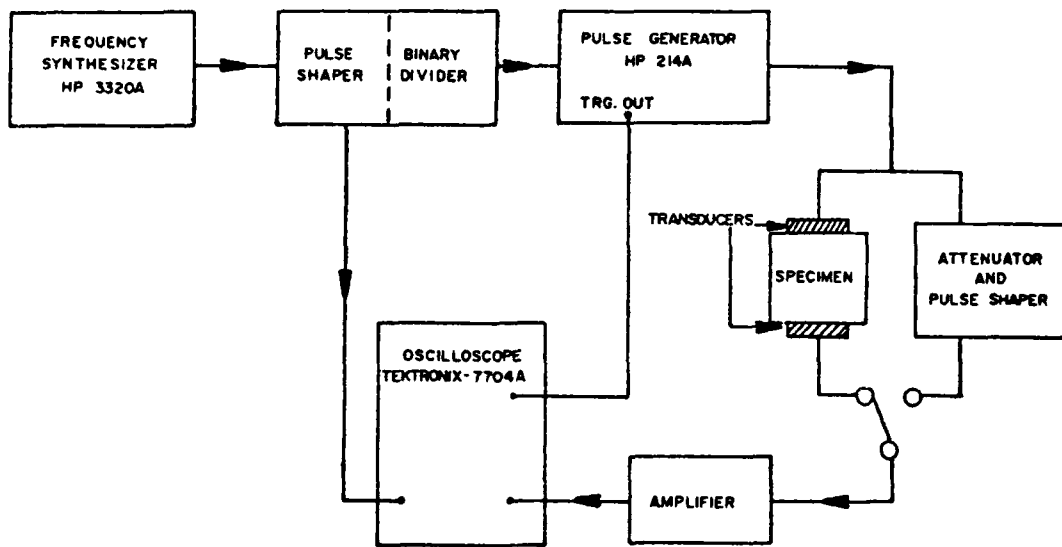 FREQUENCY
SYNTHESIZER
HP 3320A
PULSE
SHAPER
BINARY
DIVIDER
PULSE GENERATOR
HP 214A
TRG. OUT
TRANSDUCERS
SPECIMEN
ATTENUATOR
AND
PULSE SHAPER
OSCILLOSCOPE
TEKTRONIX-7704A
AMPLIFIER